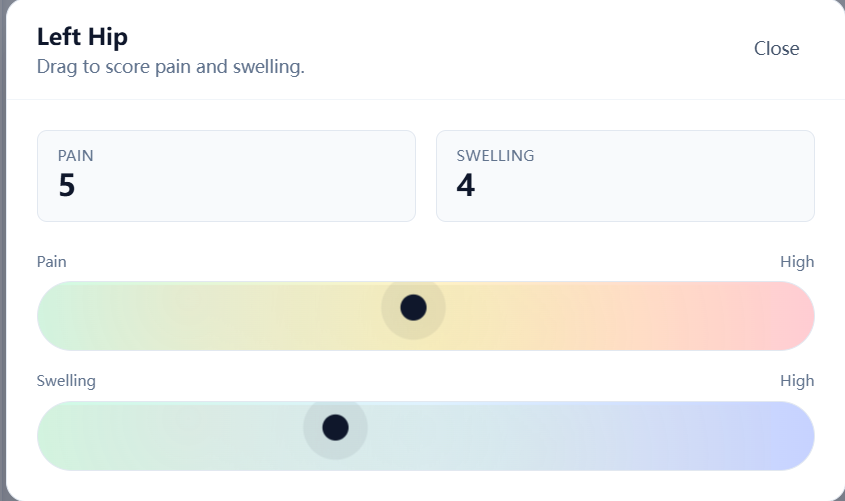 Left Hip
Close
Drag to score pain and swelling.
PAIN
SWELLING
5
4
Pain
High
Swelling
High